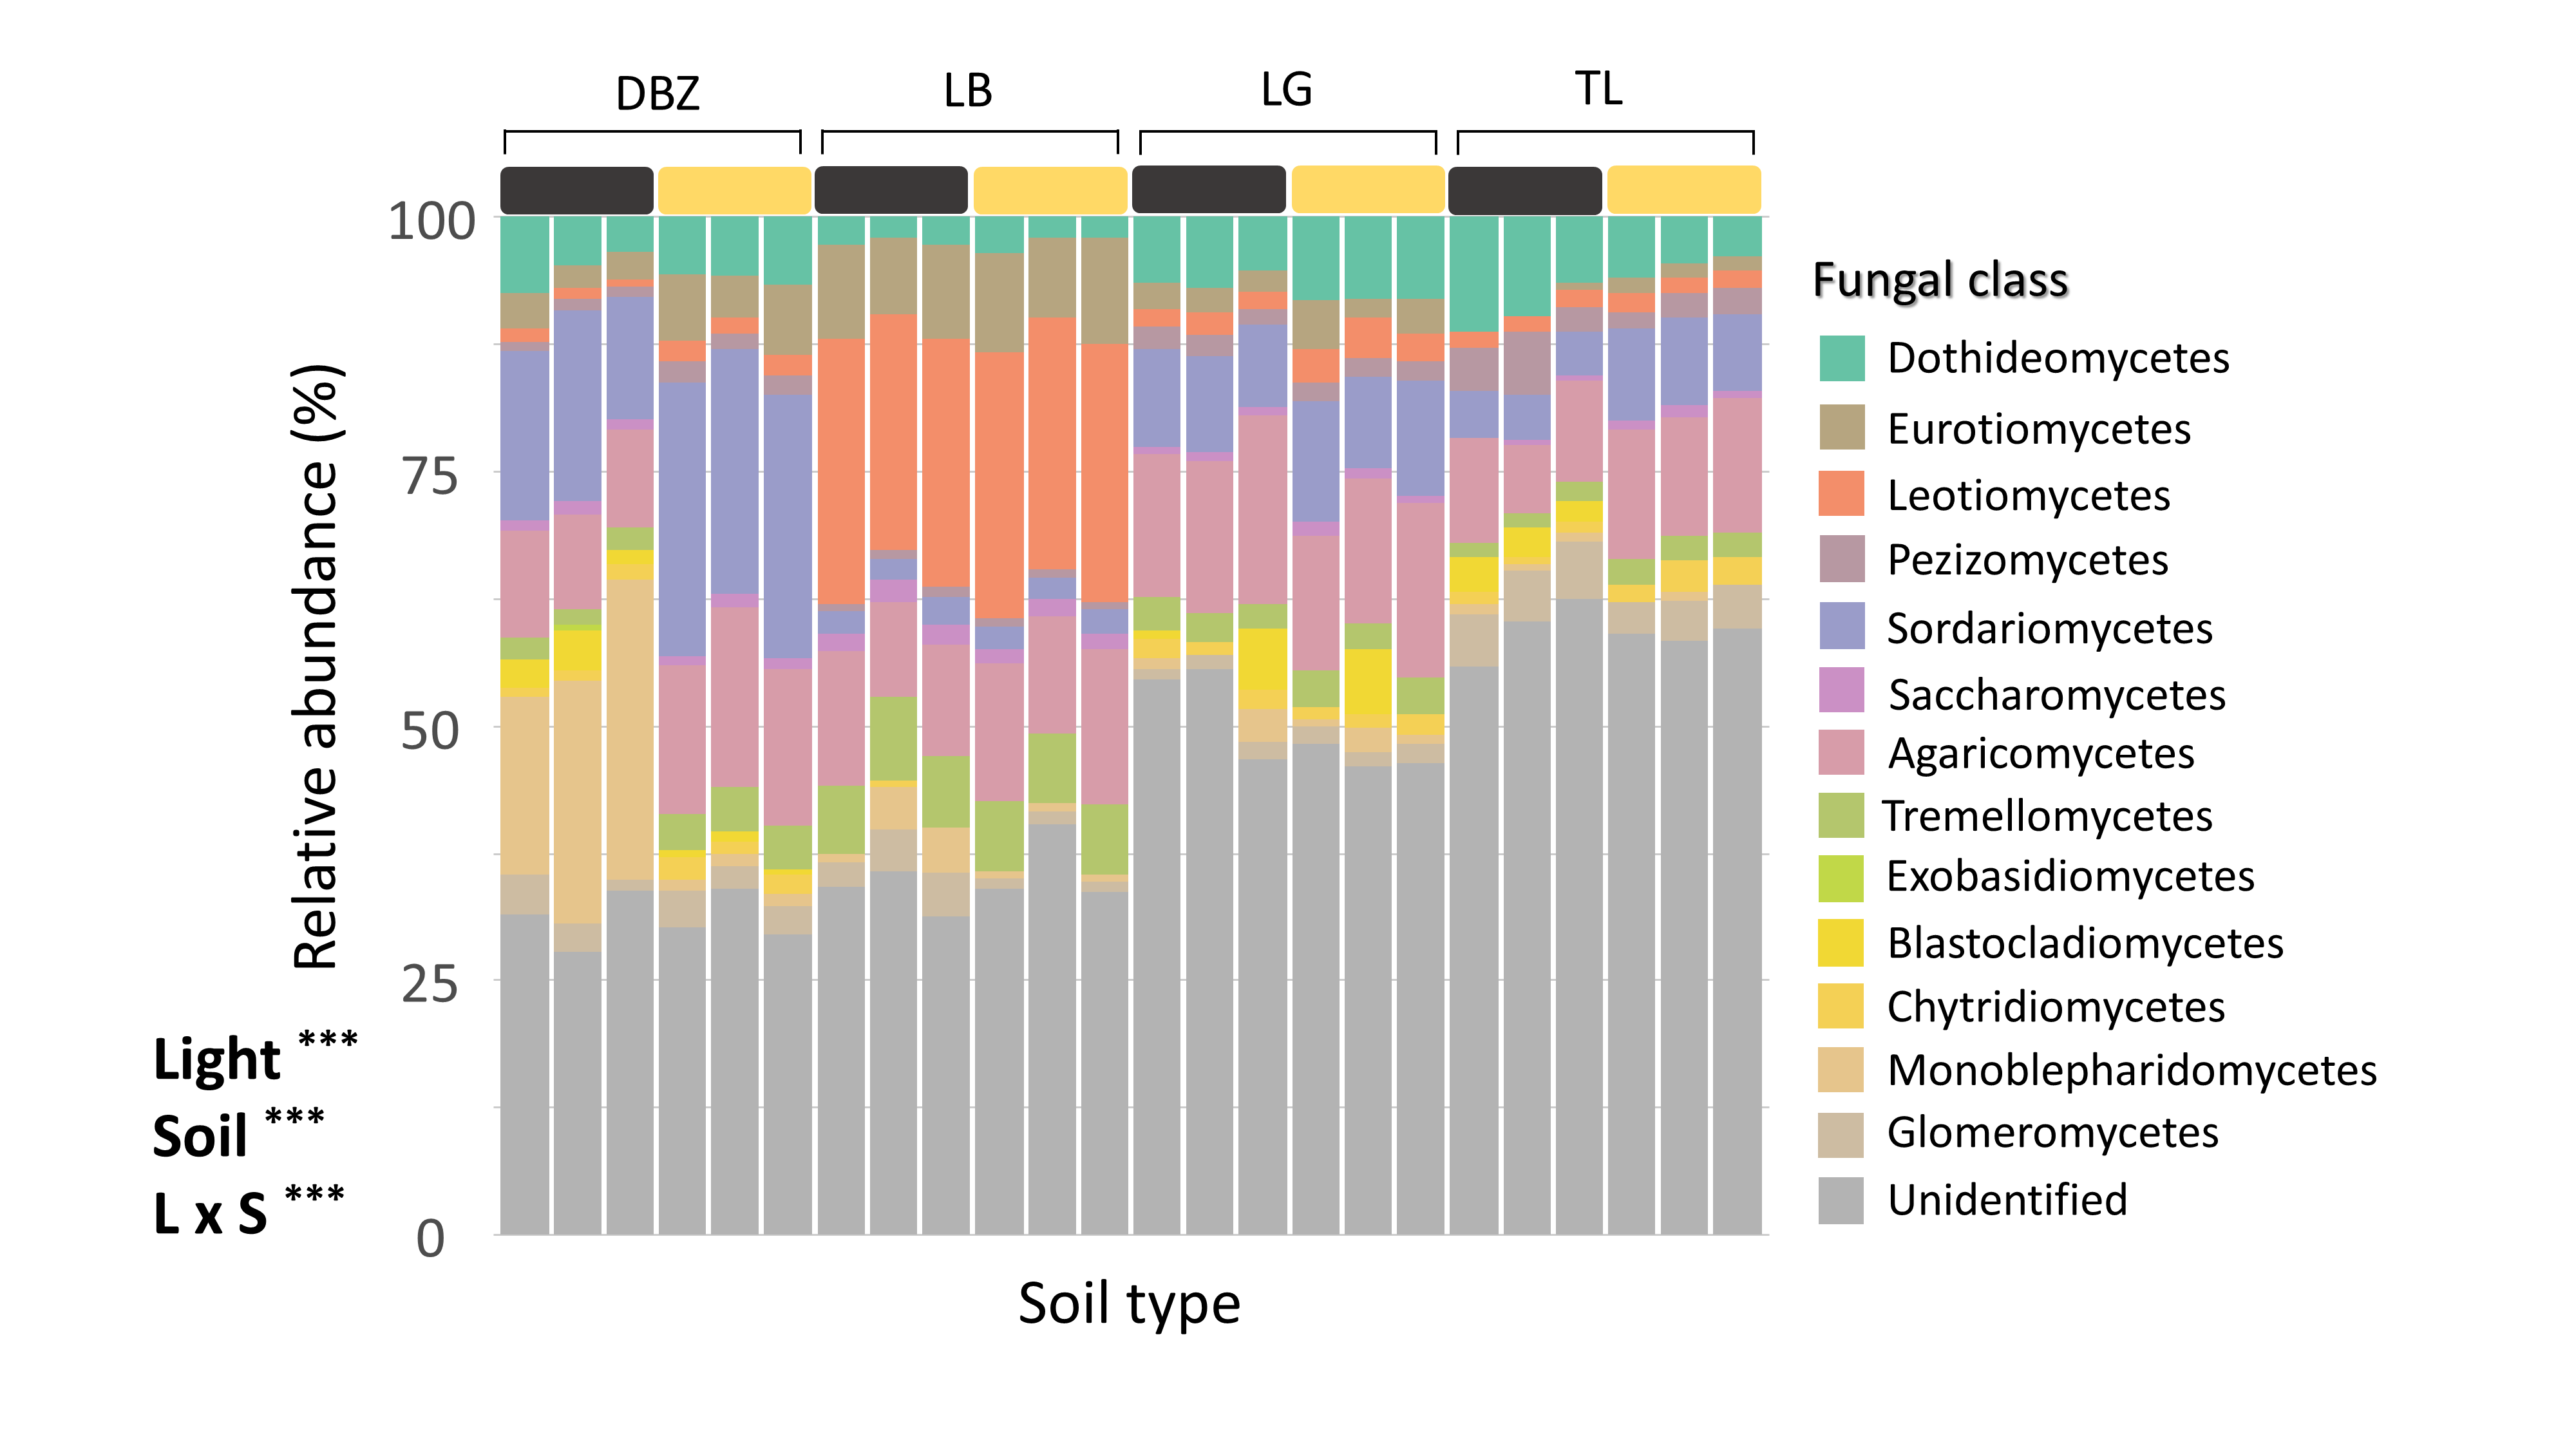 DBZ LB LG TL
100
75
50
25
0
Relative abundance (%)
Light ***
Soil ***
L x S ***
Soil type
Fungal class
Dothideomycetes
Eurotiomycetes
Leotiomycetes
Pezizomycetes
Sordariomycetes
Saccharomycetes
Agaricomycetes
Tremellomycetes
Exobasidiomycetes
Blastocladiomycetes
Chytridiomycetes
Monoblepharidomycetes
Glomeromycetes
Unidentified